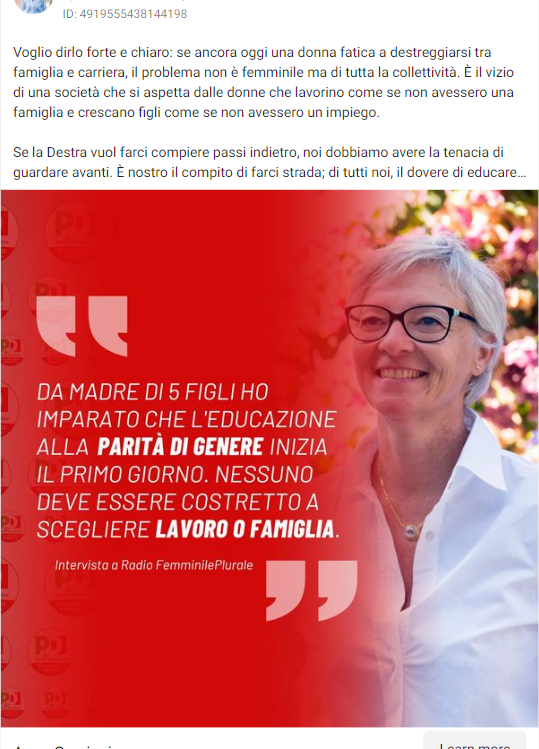 ID: 4919555438144198
Voglio dirlo forte e chiaro: se ancora oggi una donna fatica a destreggiarsi tra
famiglia e carriera, il problema non è femminile ma di tutta la collettività. È il vizio
di una società che si aspetta dalle donne che lavorino come se non avessero una
famiglia e crescano figli come se non avessero un impiego.
Se la Destra vuol farci compiere passi indietro, noi dobbiamo avere la tenacia di
guardare avanti. È nostro il compito di farci strada; di tutti noi, il dovere di educare...
DA MADRE DI 5 FIGLI HO
IMPARATO CHE L'EDUCAZIONE
ALLA PARITÀ DI GENERE INIZIA
IL PRIMO GIORNO. NESSUNO
DEVE ESSERE COSTRETTO A
SCEGLIERE LAVORO O FAMIGLIA.
Intervista a Radio FemminilePlurale
PD
Learn more